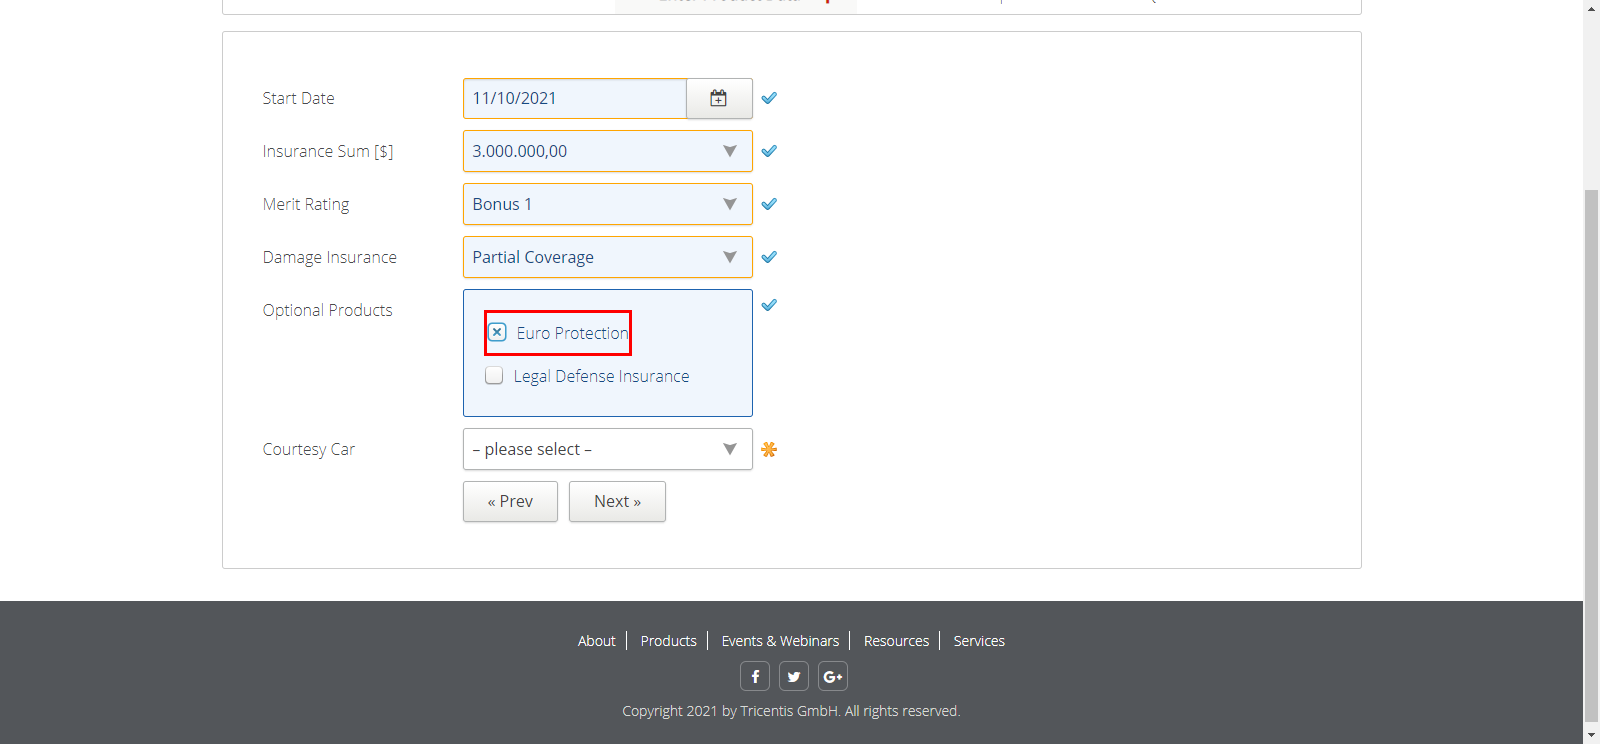 Start Date
11/10/2021
Insurance Sum [$]
3.000.000,00
Merit Rating
Bonus 1
Damage Insurance
Partial Coverage
Optional Products
Euro Protection
Legal Defense Insurance
Courtesy Car
– please select –
« Prev
Next »
About
Products
Events & Webinars
Resources
Services
Copyright 2021 by Tricentis GmbH. All rights reserved.